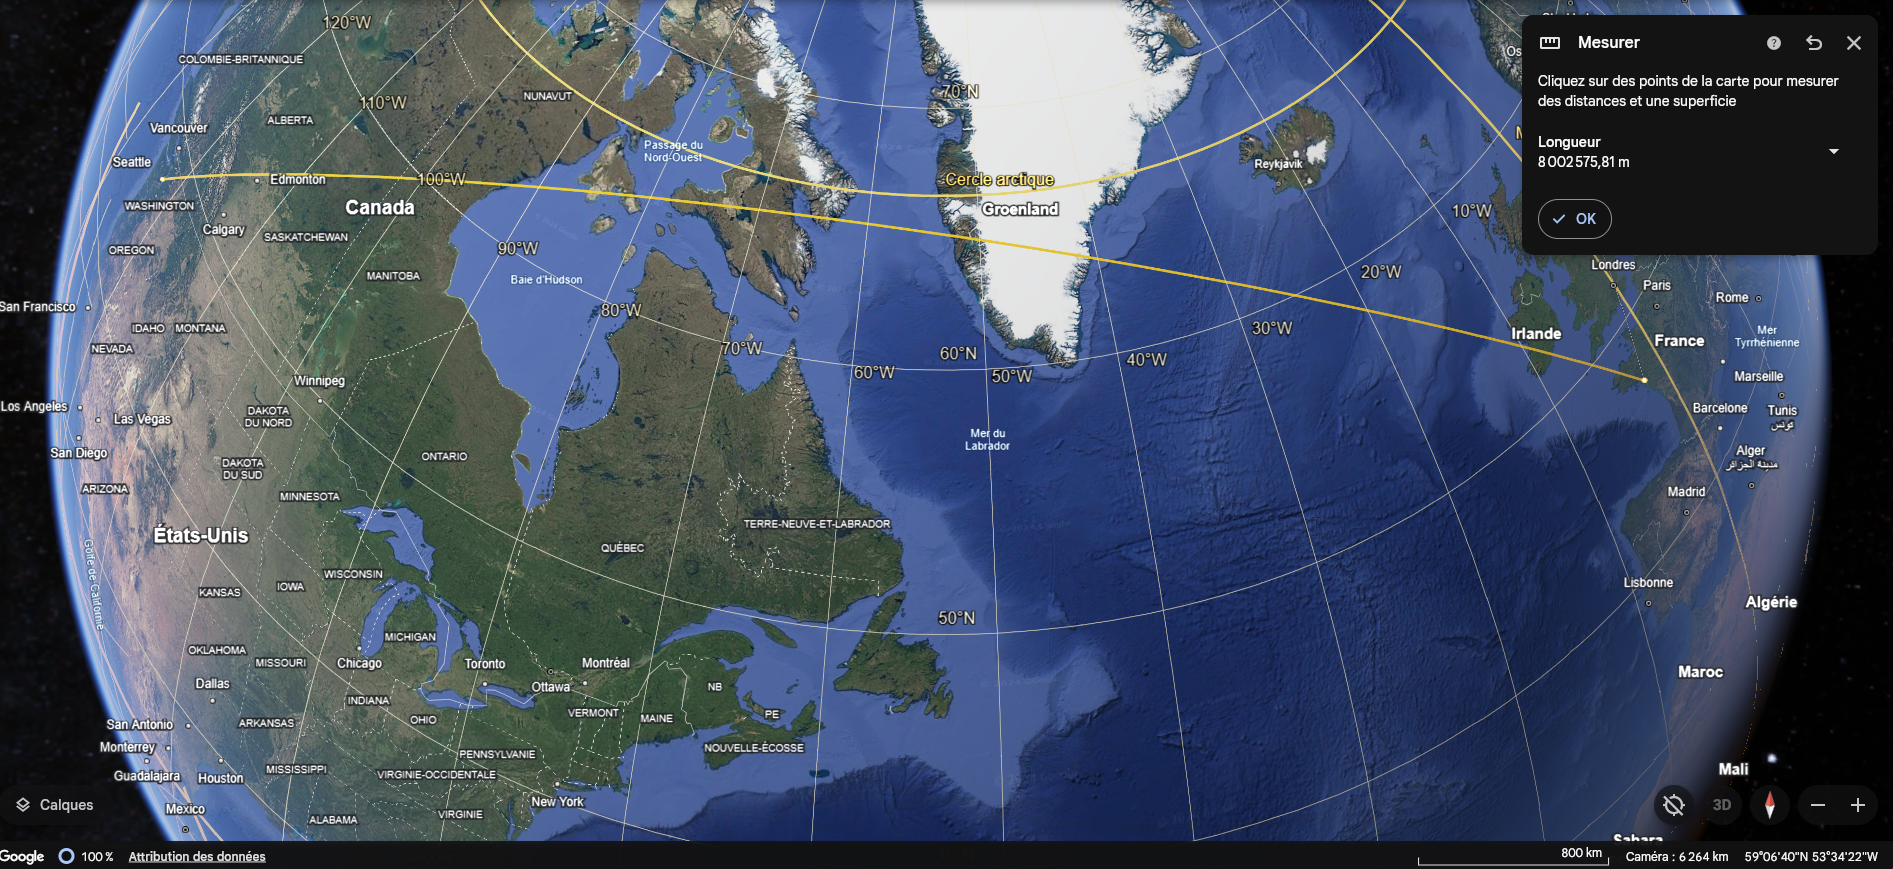 120°W
COLOMBIE-BRITANNIQUE
Mesurer
Cliquez sur des points de la carte pour mesurer
des distances et une superficie
Longueur
8 002 575,81 m
OK
NUNAVUT
70°N
110°W
ALBERTA
Vancouver
Passage du
Nord-Ouest
Seattle
Reykjavik
Edmonton
100°W
Cercle arctique
WASHINGTON
Canada
Groenland
10°W
Calgary
SASKATCHEWAN
OREGON
90°W
Londres
MANITOBA
Baie d'Hudson
20°W
Paris
Rome
San Francisco
80°W
IDAHO
MONTANA
30°W
Irlande
Mer
Tyrrhénienne
France
NEVADA
70°W
60°N
40°W
60°W
50°W
Winnipeg
Marseille
Los Angeles
Las Vegas
DAKOTA
DU NORD
Barcelone
Tunis
تونس
Mer du
Labrador
San Diego
ONTARIO
Alger
مدينة الجزائر
DAKOTA
DU SUD
ARIZONA
MINNESOTA
Madrid
États-Unis
TERRE-NEUVE-ET-LABRADOR
QUÉBEC
Golfe de Californie
WISCONSIN
IOWA
KANSAS
Lisbonne
Algérie
50°N
MICHIGAN
OKLAHOMA
MISSOURI
Chicago
Toronto
Montréal
Maroc
Dallas
Ottawa
NB
INDIANA
VERMONT
MAINE
PE
OHIO
San Antonio
ARKANSAS
Monterrey
PENNSYLVANIE
NOUVELLE-ÉCOSSE
Guadalajara
Houston
MISSISSIPPI
VIRGINIE-OCCIDENTALE
Mali
Calques
Mexico
New York
3D
ALABAMA
VIRGINIE
Sahara
Google
100 %
Attribution des données
800 km
Caméra : 6 264 km
59°06'40"N 53°34'22"W